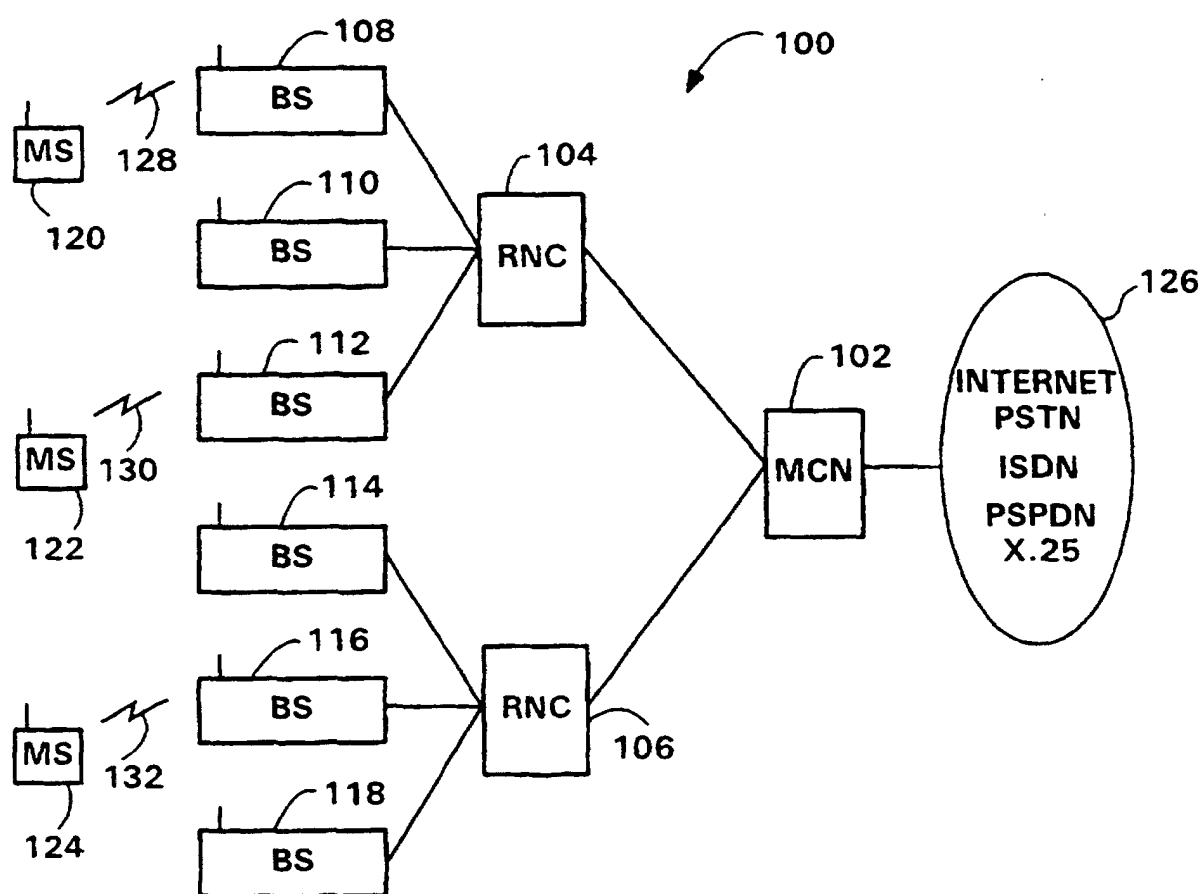 108
100
BS
MS
128
104
120
110
BS
RNC
126
112
102
INTERNET
PSTN
ISDN
PSPDN
X.25
BS
MCN
MS
130
114
122
BS
116
BS
RNC
106
MS
132
118
124
BS